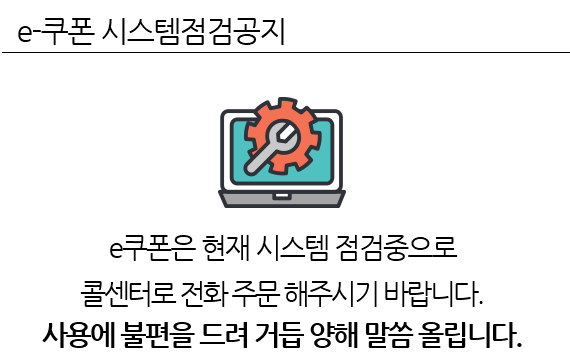 e-쿠폰 시스템점검공지
e쿠폰은 현재 시스템 점검중으로
콜센터로 전화 주문 해주시기 바랍니다.
사용에 불편을 드려 거듭 양해 말씀 올립니다.